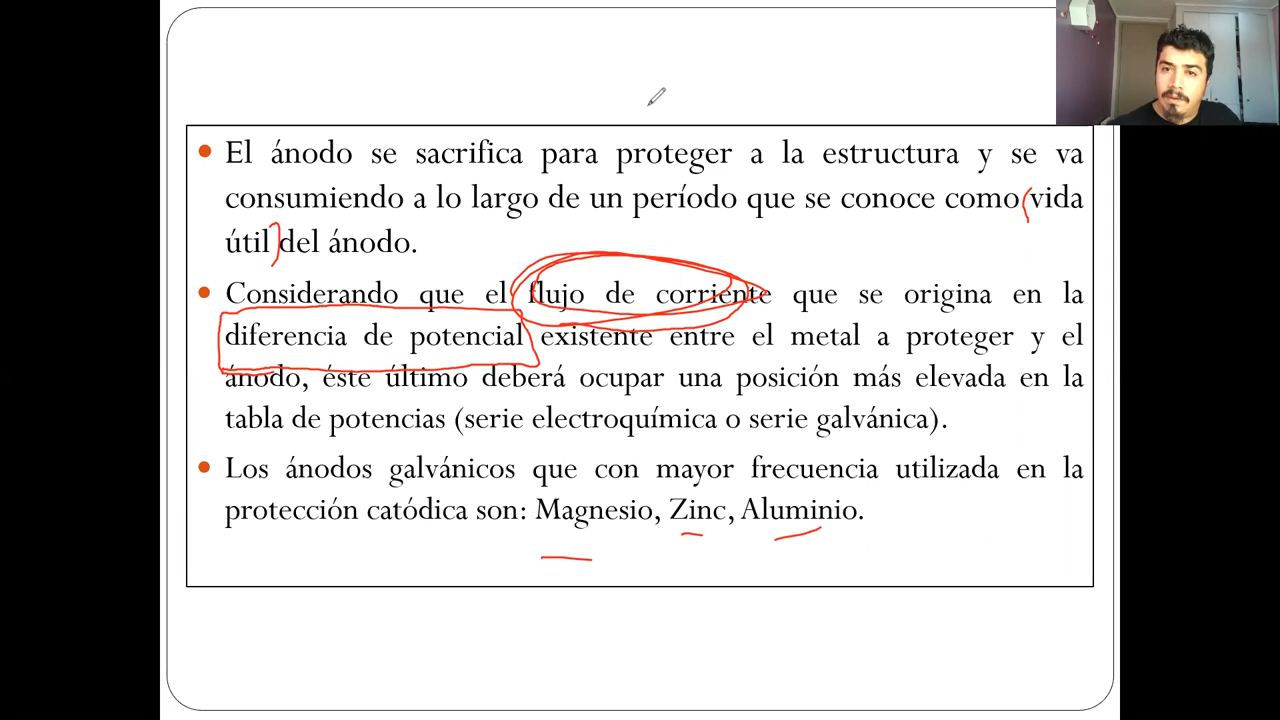 El ánodo se sacrifica para proteger a la estructura y se va
consumiendo a lo largo de un período que se conoce como vida
útil del ánodo.
Considerando que el flujo de corriente que se origina en la
diferencia de potencial existente entre el metal a proteger y el
ánodo, éste último deberá ocupar una posición más elevada en la
tabla de potencias (serie electroquímica o serie galvánica).
Los ánodos galvánicos que con mayor frecuencia utilizada en la
protección catódica son: Magnesio, Zinc, Aluminio.